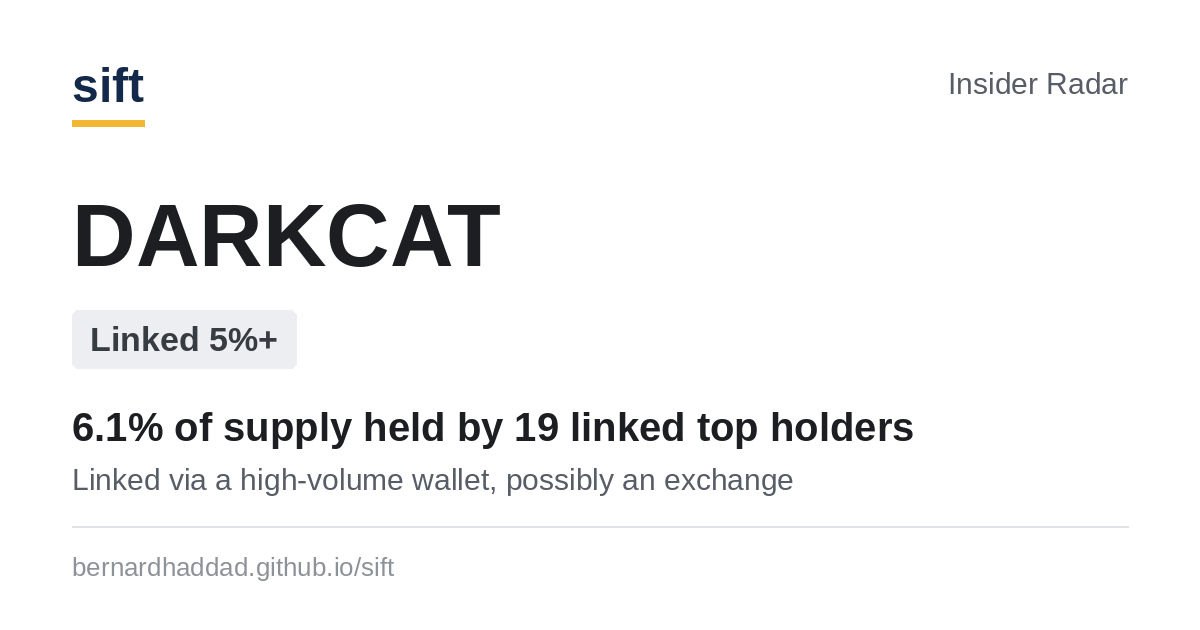 sift
Insider Radar
DARKCAT
Linked 5%+
6.1% of supply held by 19 linked top holders
Linked via a high-volume wallet, possibly an exchange
bernardhaddad.github.io/sift